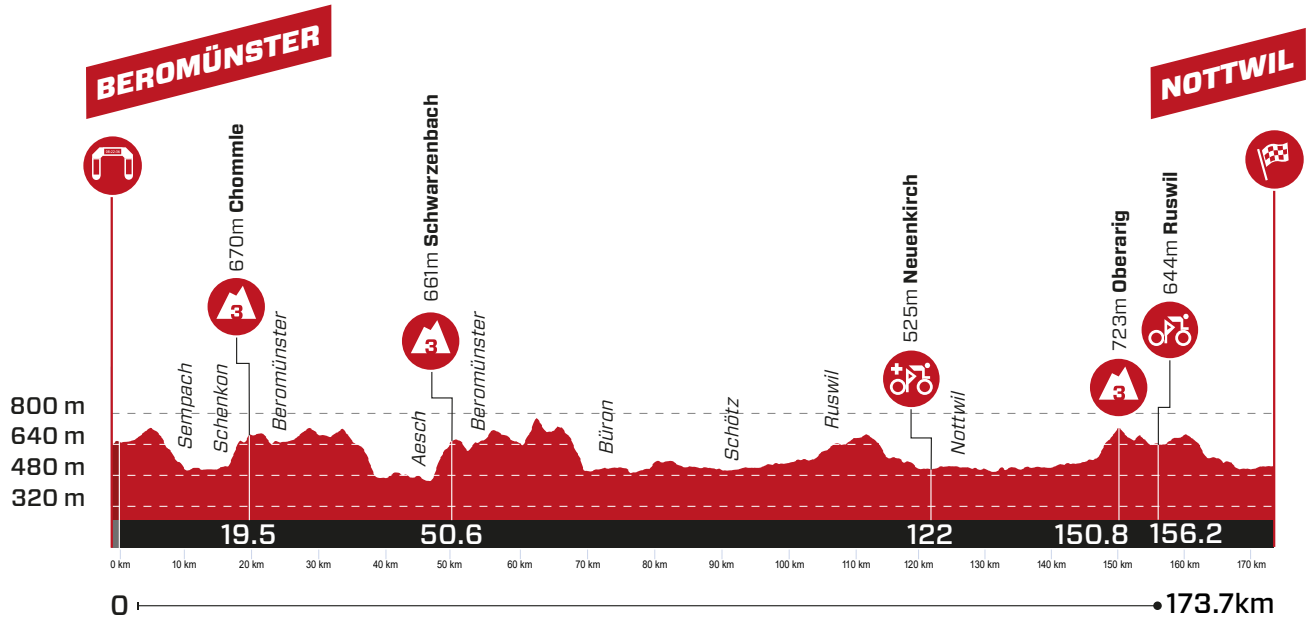 BEROMÜNSTER
NOTTWIL
670m Chommle
661m Schwarzenbach
525m Neuenkirch
723m Oberarig
644m Ruswil
3
3
3
Sempach
Schenkon
Beromünster
Aesch
Beromünster
Büron
Schötz
Ruswil
Nottwil
800 m
640 m
480 m
320 m
19.5
50.6
122
150.8
156.2
0 km
10 km
20 km
30 km
40 km
50 km
60 km
70 km
80 km
90 km
100 km
110 km
120 km
130 km
140 km
150 km
160 km
170 km
0
173.7km